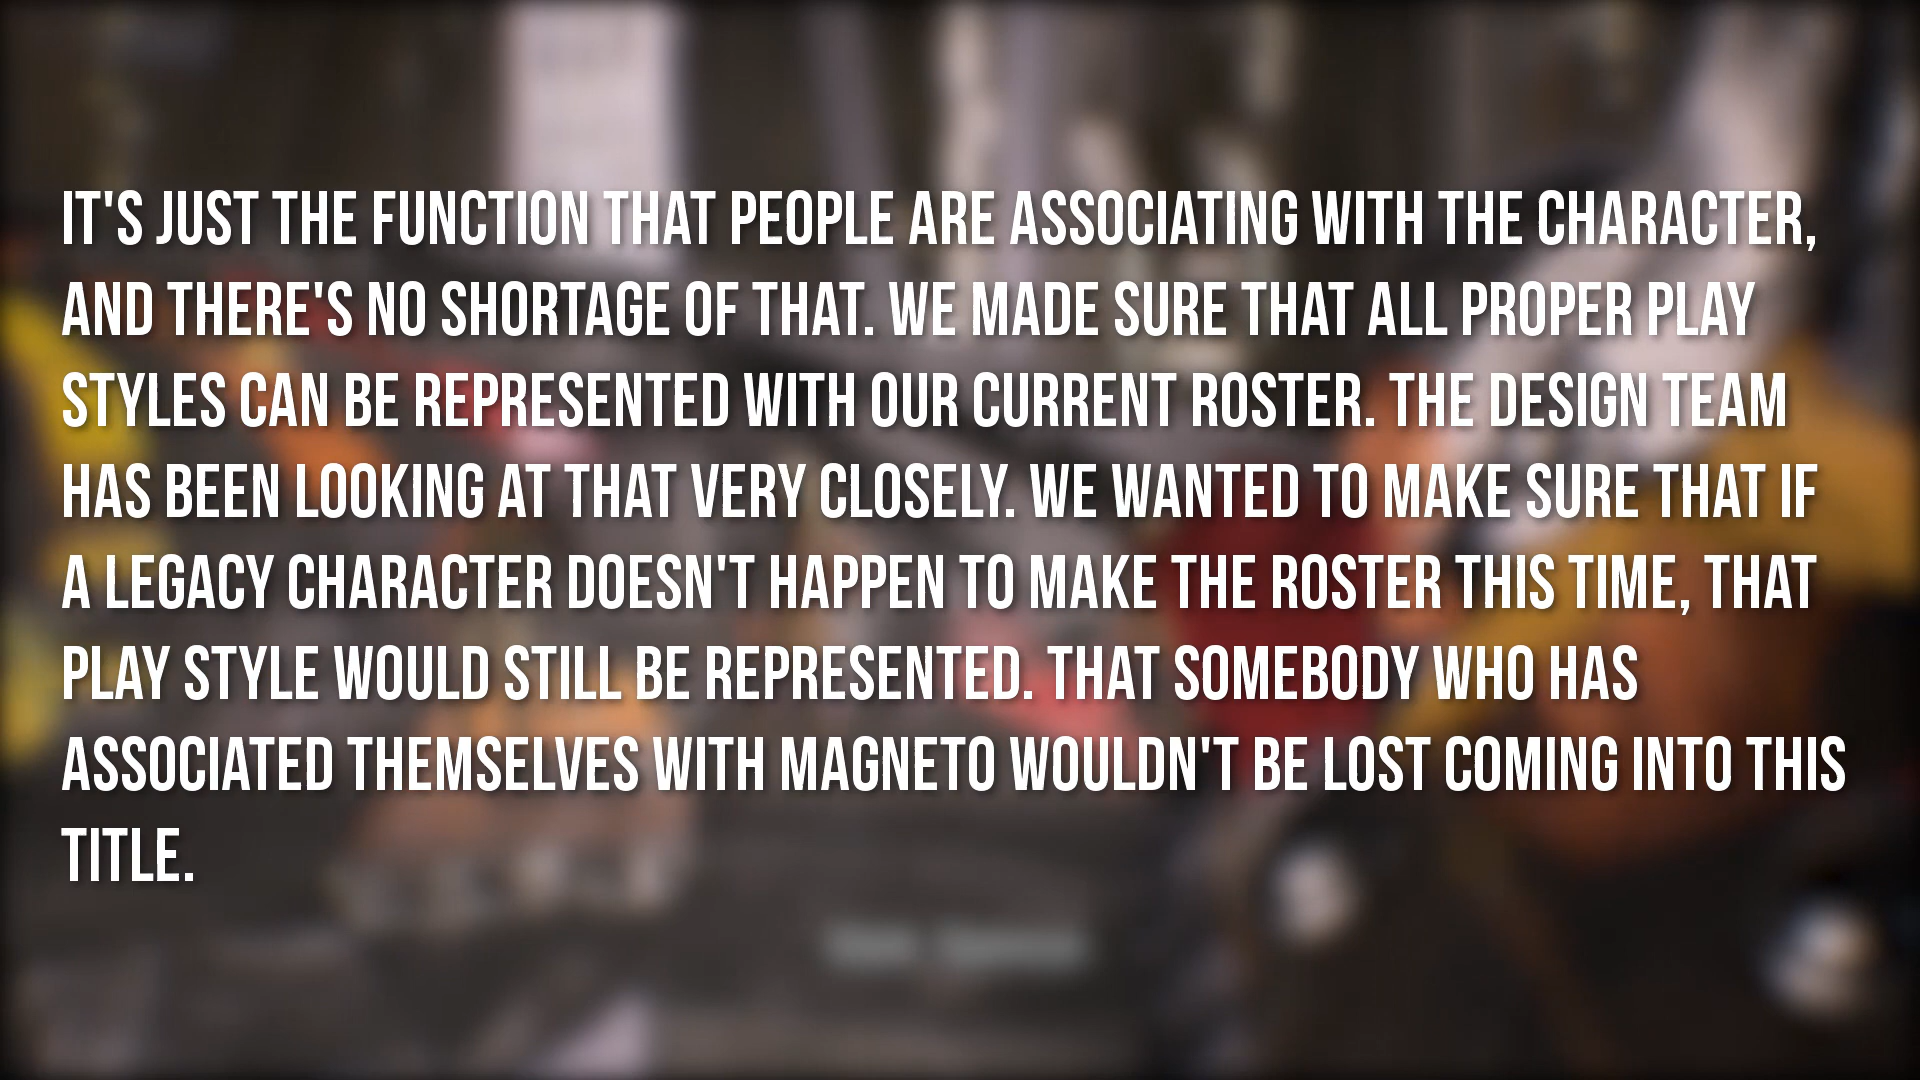 IT'S JUST THE FUNCTION THAT PEOPLE ARE ASSOCIATING WITH THE CHARACTER,
AND THERE'S NO SHORTAGE OF THAT. WE MADE SURE THAT ALL PROPER PLAY
STYLES CAN BE REPRESENTED WITH OUR CURRENT ROSTER. THE DESIGN TEAM
HAS BEEN LOOKING AT THAT VERY CLOSELY. WE WANTED TO MAKE SURE THAT IF
A LEGACY CHARACTER DOESN'T HAPPEN TO MAKE THE ROSTER THIS TIME, THAT
PLAY STYLE WOULD STILL BE REPRESENTED. THAT SOMEBODY WHO HAS
ASSOCIATED THEMSELVES WITH MAGNETO WOULDN'T BE LOST COMING INTO THIS
TITLE.